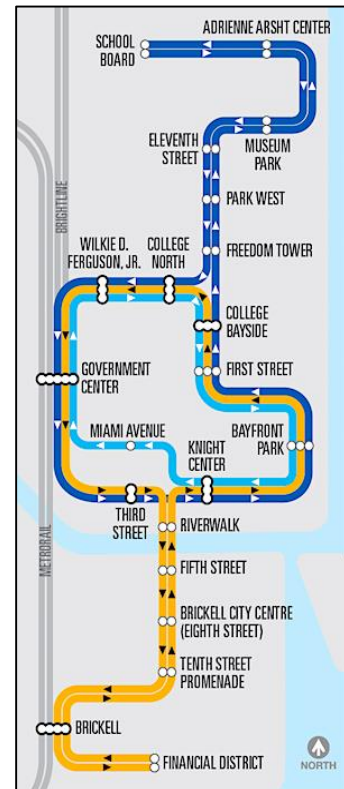 ADRIENNE ARSHT CENTER
SCHOOL
BOARD
ELEVENTH
STREET
MUSEUM
PARK
PARK WEST
BRIGHTLINE
WILKIE D.
FERGUSON, JR.
COLLEGE
NORTH
FREEDOM TOWER
COLLEGE
BAYSIDE
GOVERNMENT
CENTER
FIRST STREET
MIAMI AVENUE
KNIGHT
CENTER
BAYFRONT
PARK
THIRD
STREET
RIVERWALK
METRORAIL
FIFTH STREET
BRICKELL CITY CENTRE
(EIGHTH STREET)
TENTH STREET
PROMENADE
BRICKELL
FINANCIAL DISTRICT
NORTH